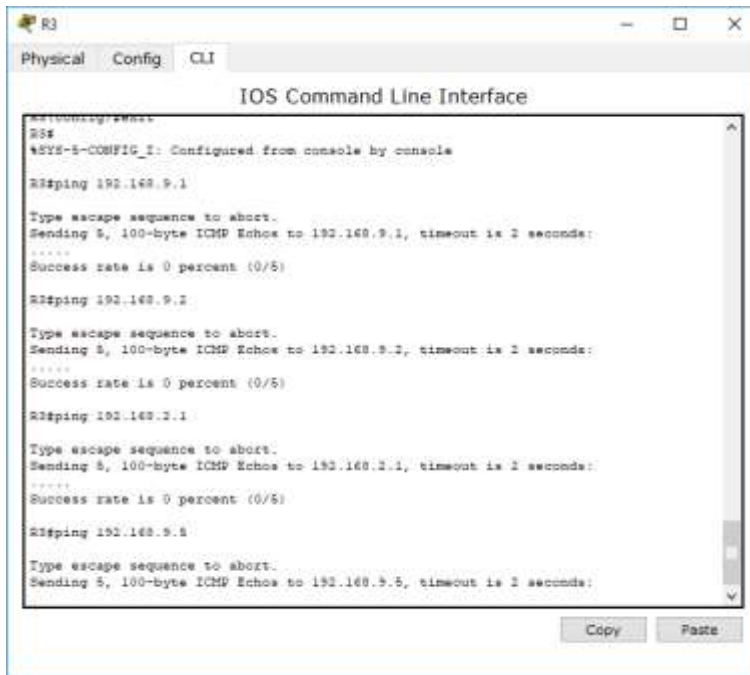 R3
Physical Config CLI
IOS Command Line Interface
R3(config)#exit
R3#
%SYS-5-CONFIG_I: Configured from console by console
R3#ping 192.168.9.1
Type escape sequence to abort.
Sending 5, 100-byte ICMP Echos to 192.168.9.1, timeout is 2 seconds:
.....
Success rate is 0 percent (0/5)
R3#ping 192.168.9.2
Type escape sequence to abort.
Sending 5, 100-byte ICMP Echos to 192.168.9.2, timeout is 2 seconds:
.....
Success rate is 0 percent (0/5)
R3#ping 192.168.2.1
Type escape sequence to abort.
Sending 5, 100-byte ICMP Echos to 192.168.2.1, timeout is 2 seconds:
.....
Success rate is 0 percent (0/5)
R3#ping 192.168.9.5
Type escape sequence to abort.
Sending 5, 100-byte ICMP Echos to 192.168.9.5, timeout is 2 seconds:
Copy Paste